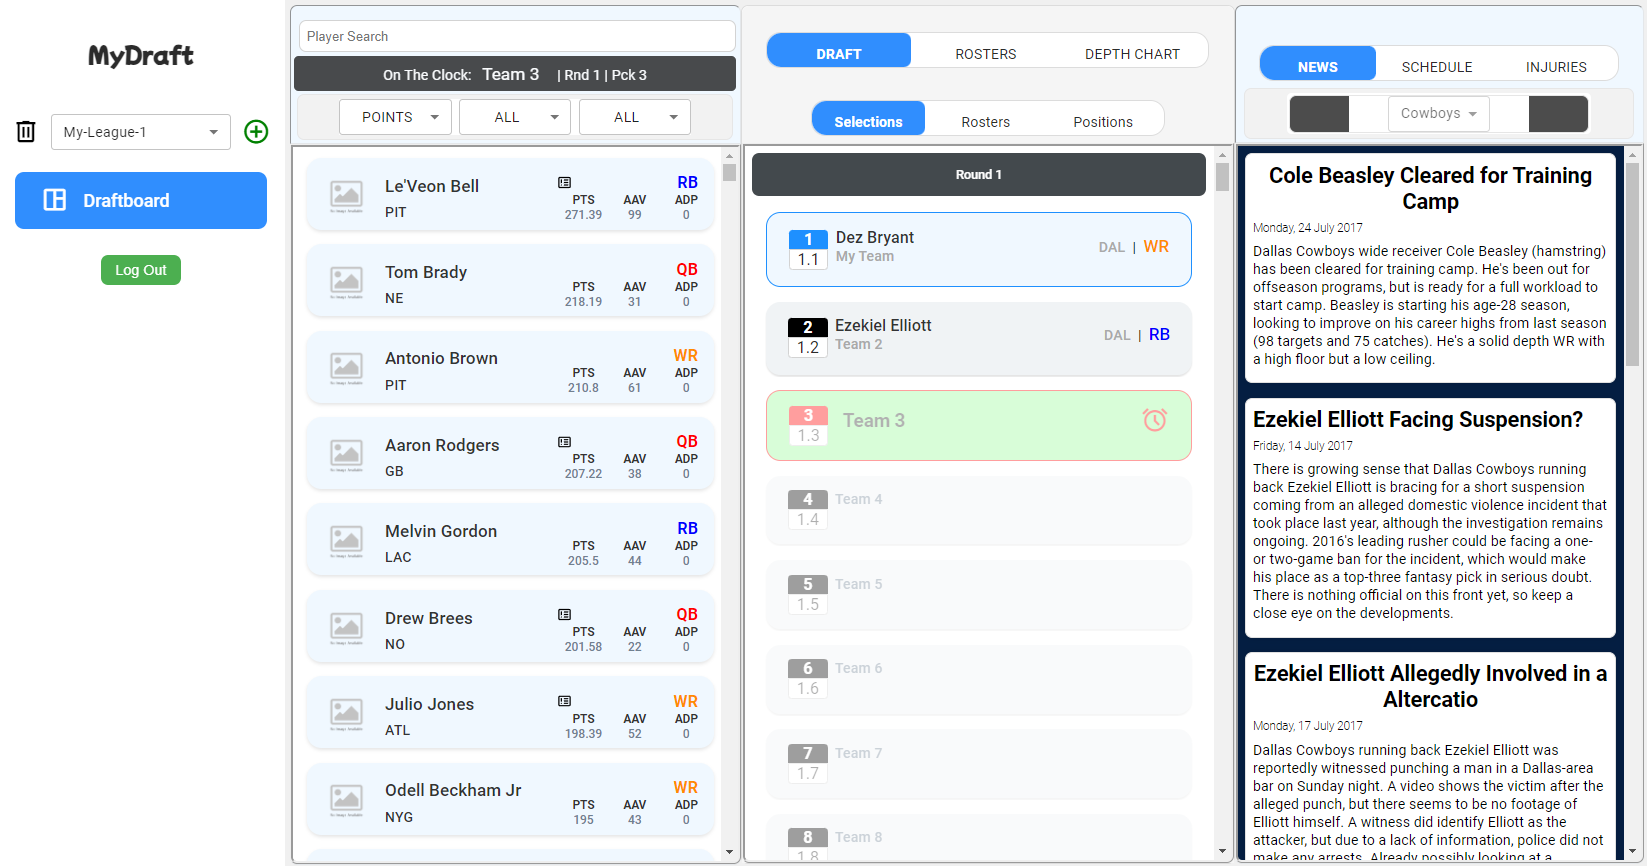 MyDraft
My-League-1
Draftboard
Log Out
Player Search
On The Clock: Team 3 | Rnd 1 | Pck 3
POINTS ALL ALL
Le'Veon Bell RB
PTS AAV ADP
PIT 271.39 99 0
Tom Brady QB
PTS AAV ADP
NE 218.19 31 0
Antonio Brown WR
PTS AAV ADP
PIT 210.8 61 0
Aaron Rodgers QB
PTS AAV ADP
GB 207.22 38 0
Melvin Gordon RB
PTS AAV ADP
LAC 205.5 44 0
Drew Brees QB
PTS AAV ADP
NO 201.58 22 0
Julio Jones WR
PTS AAV ADP
ATL 198.39 52 0
Odell Beckham Jr WR
PTS AAV ADP
NYG 195 43 0
DRAFT ROSTERS DEPTH CHART
Selections Rosters Positions
Round 1
1 Dez Bryant DAL | WR
1.1 My Team
2 Ezekiel Elliott DAL | RB
1.2 Team 2
3 Team 3
1.3
4 Team 4
1.4
5 Team 5
1.5
6 Team 6
1.6
7 Team 7
1.7
8 Team 8
1.8
NEWS SCHEDULE INJURIES
Cowboys
Cole Beasley Cleared for Training
Camp
Monday, 24 July 2017
Dallas Cowboys wide receiver Cole Beasley (hamstring)
has been cleared for training camp. He's been out for
offseason programs, but is ready for a full workload to
start camp. Beasley is starting his age-28 season,
looking to improve on his career highs from last season
(98 targets and 75 catches). He's a solid depth WR with
a high floor but a low ceiling.
Ezekiel Elliott Facing Suspension?
Friday, 14 July 2017
There is growing sense that Dallas Cowboys running
back Ezekiel Elliott is bracing for a short suspension
coming from an alleged domestic violence incident that
took place last year, although the investigation remains
ongoing. 2016's leading rusher could be facing a one-
or two-game ban for the incident, which would make
his place as a top-three fantasy pick in serious doubt.
There is nothing official on this front yet, so keep a
close eye on the developments.
Ezekiel Elliott Allegedly Involved in a
Altercatio
Monday, 17 July 2017
Dallas Cowboys running back Ezekiel Elliott was
reportedly witnessed punching a man in a Dallas-area
bar on Sunday night. A video shows the victim after the
alleged punch, but there seems to be no footage of
Elliott himself. A witness did identify Elliott as the
attacker, but due to a lack of information, police did not
make any arrests. Already possibly looking at a